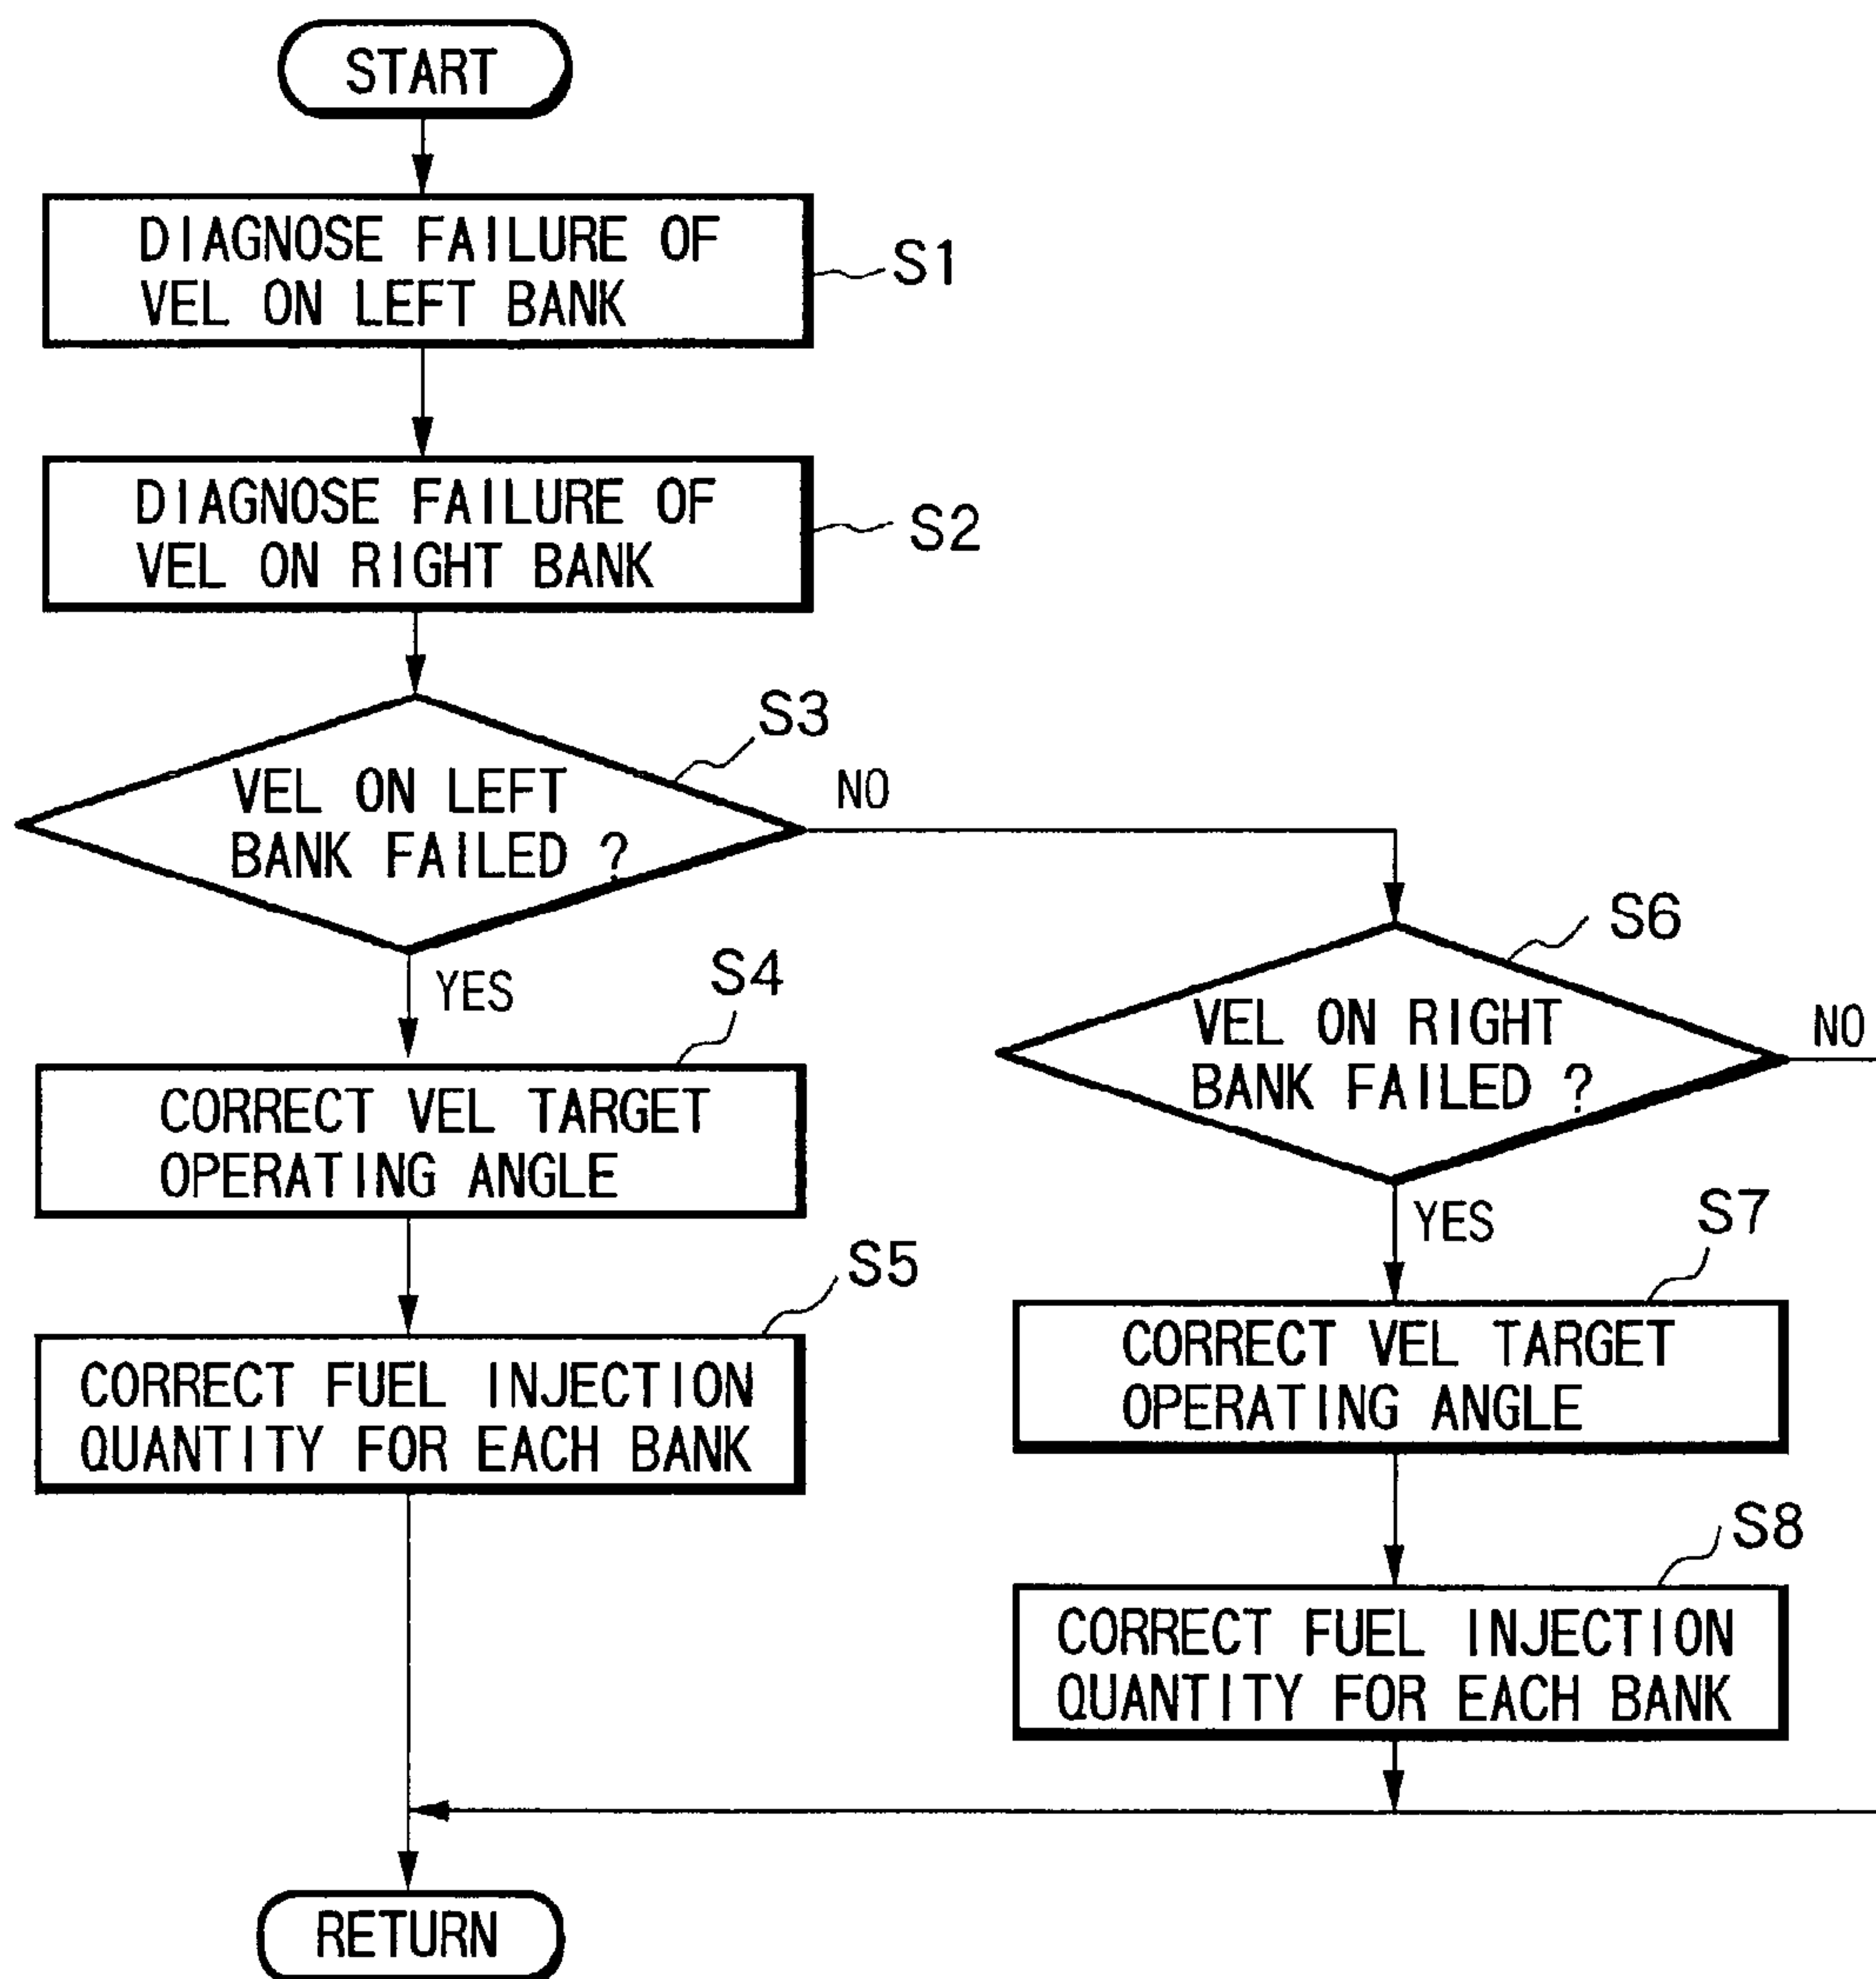 START
DIAGNOSE FAILURE OF
VEL ON LEFT BANK
S1
DIAGNOSE FAILURE OF
VEL ON RIGHT BANK
S2
S3
VEL ON LEFT
BANK FAILED ?
NO
YES
S4
CORRECT VEL TARGET
OPERATING ANGLE
S5
CORRECT FUEL INJECTION
QUANTITY FOR EACH BANK
S6
VEL ON RIGHT
BANK FAILED ?
NO
YES
S7
CORRECT VEL TARGET
OPERATING ANGLE
S8
CORRECT FUEL INJECTION
QUANTITY FOR EACH BANK
RETURN